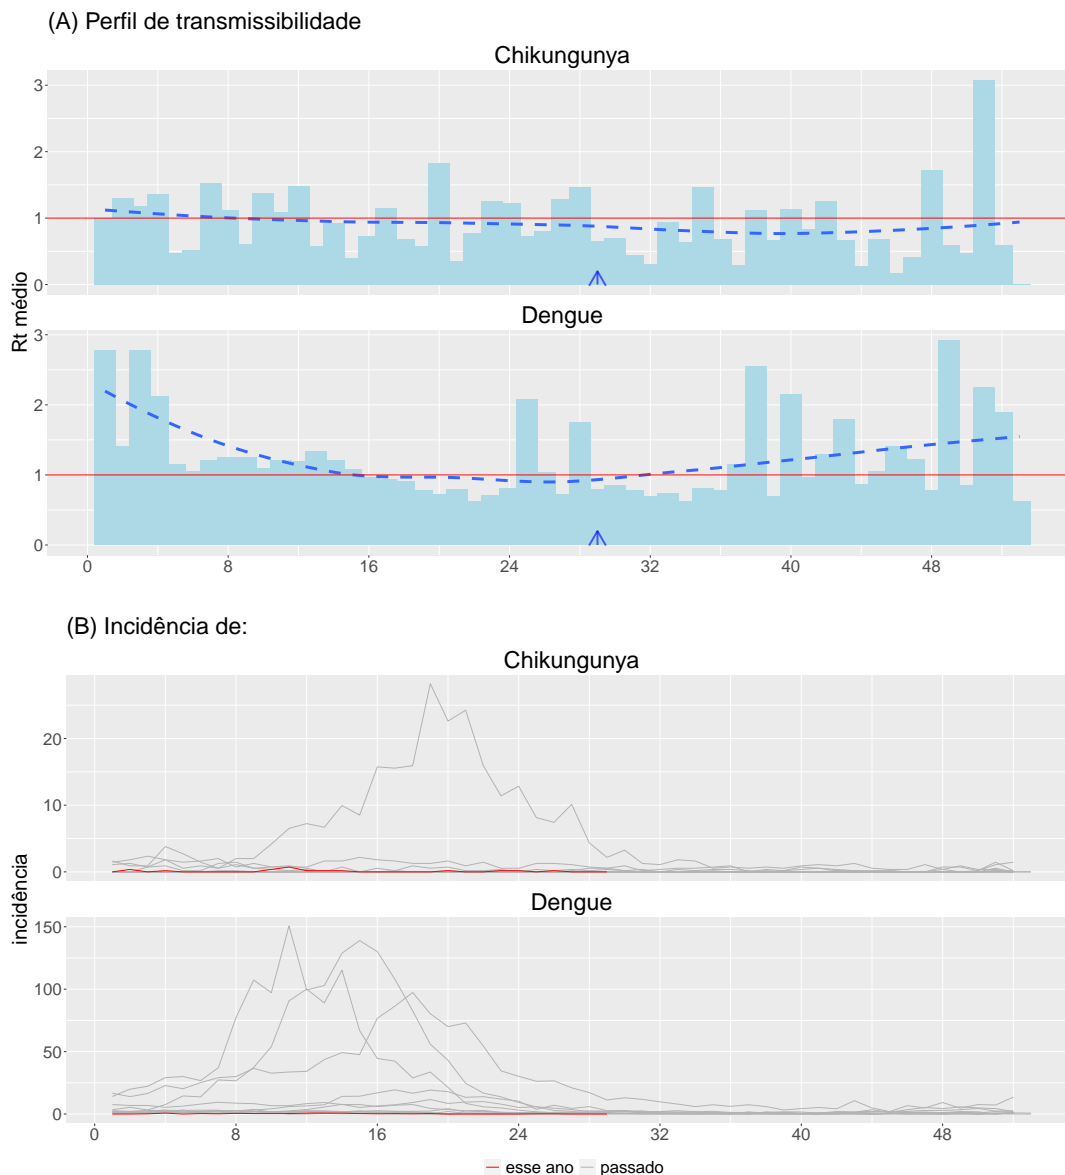 (A) Perfil de transmissibilidade
Chikungunya
3
2
1
0
Dengue
3
2
1
0
Rt médio
0 8 16 24 32 40 48
(B) Incidência de:
Chikungunya
20
10
0
Dengue
150
100
50
0
incidência
0 8 16 24 32 40 48
esse ano passado